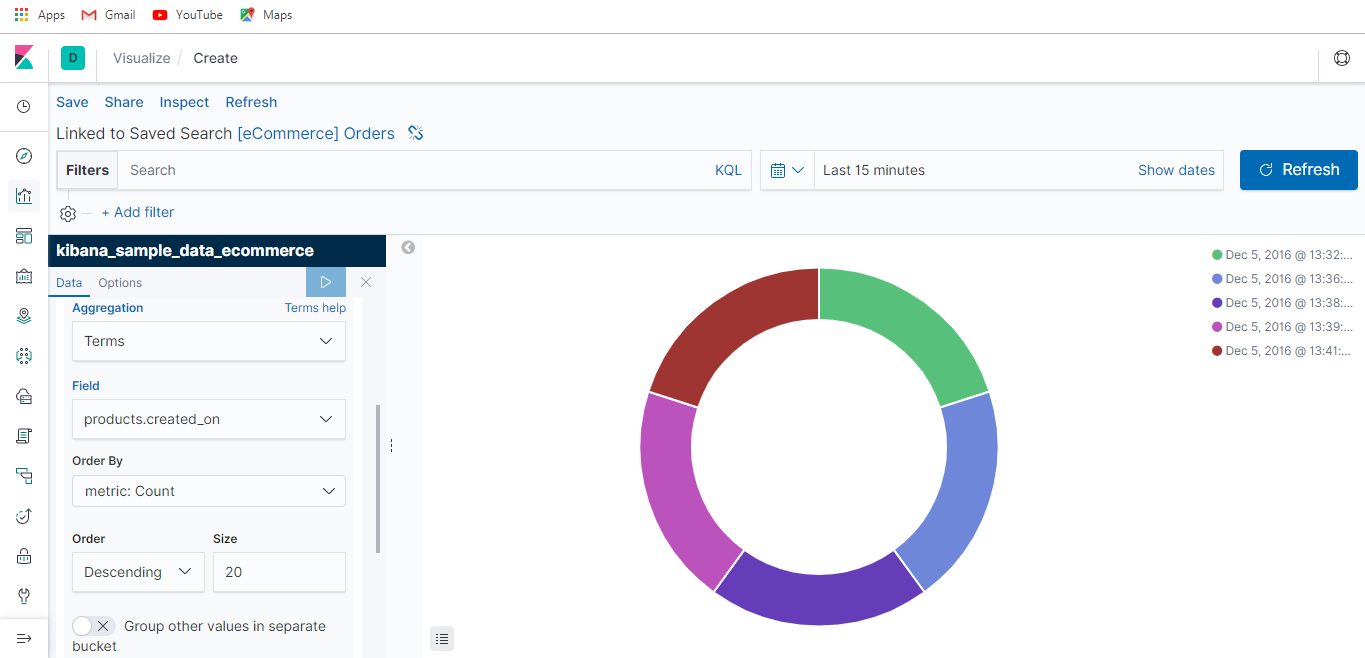 Apps Gmail YouTube Maps
D Visualize / Create
Save Share Inspect Refresh
Linked to Saved Search [eCommerce] Orders
Filters Search KQL Last 15 minutes Show dates Refresh
+ Add filter
kibana_sample_data_ecommerce
Data Options
Aggregation Terms help
Terms
Field
products.created_on
Order By
metric: Count
Order Size
Descending 20
Group other values in separate
bucket
Dec 5, 2016 @ 13:32:...
Dec 5, 2016 @ 13:36:...
Dec 5, 2016 @ 13:38:...
Dec 5, 2016 @ 13:39:...
Dec 5, 2016 @ 13:41:...